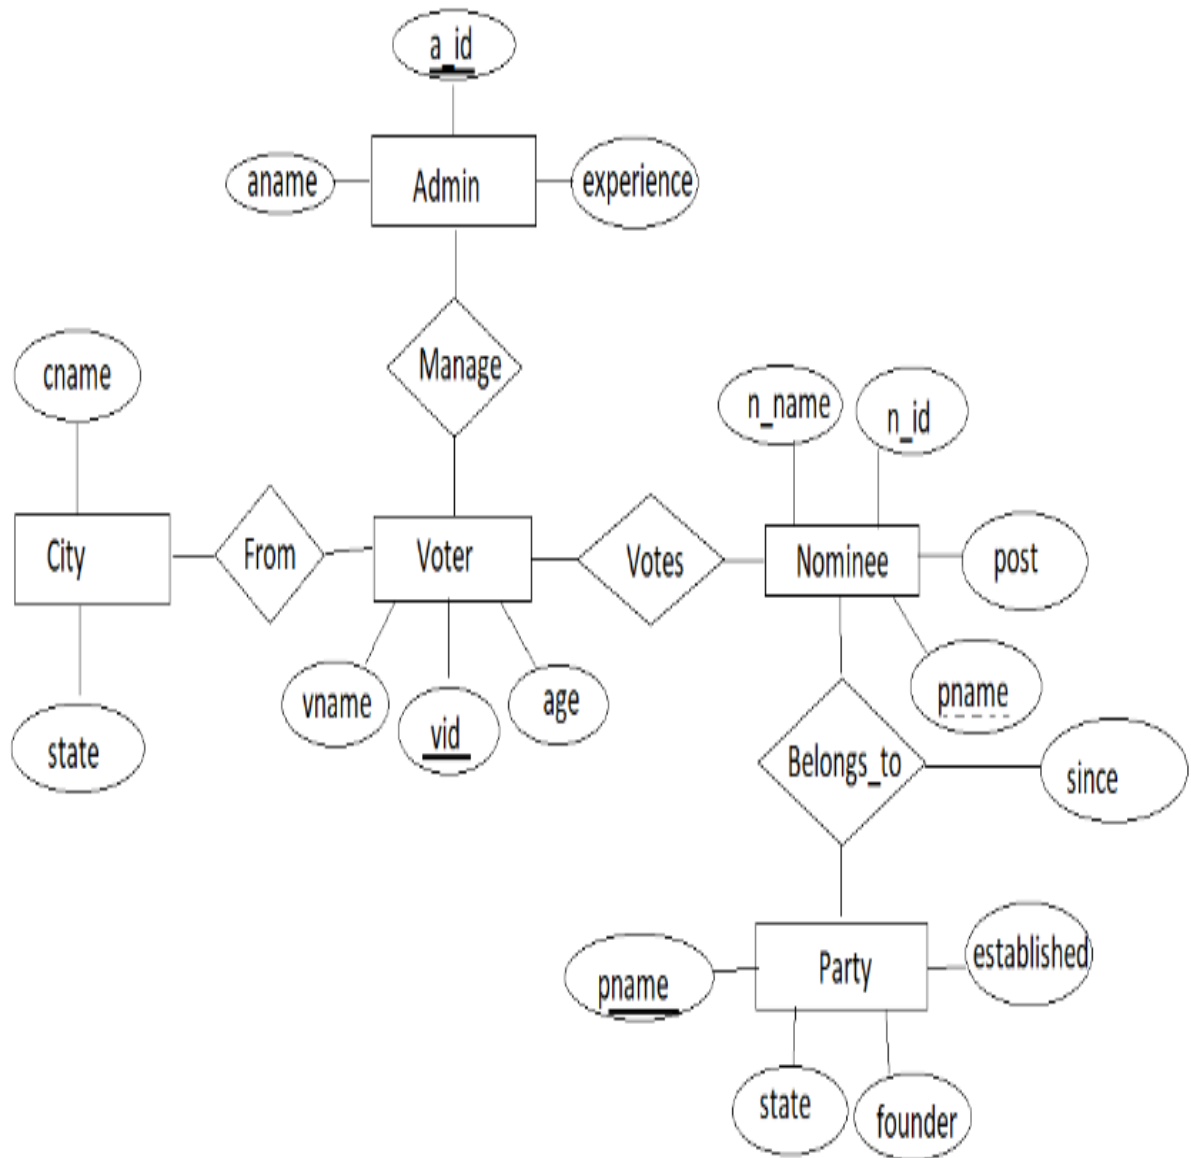 a_id
aname
Admin
experience
Manage
cname
n_name
n_id
City
From
Voter
Votes
Nominee
post
vname
vid
age
pname
state
Belongs_to
since
pname
Party
established
state
founder